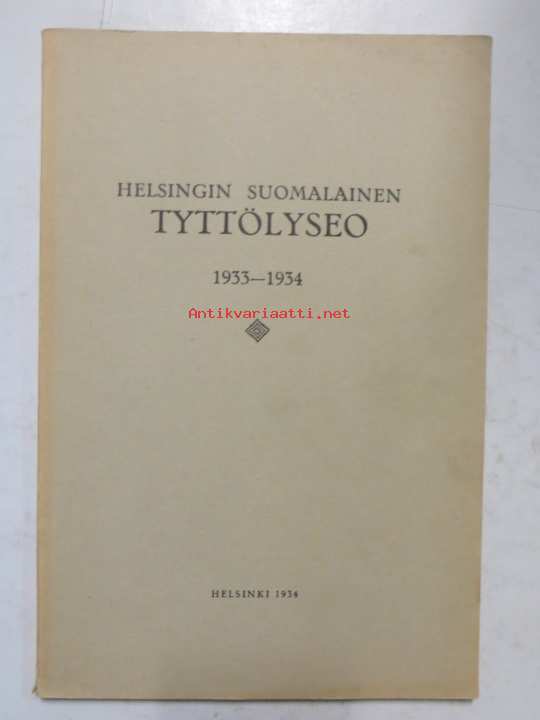 HELSINGIN SUOMALAINEN
TYTTÖLYSEO
1933—1934
Antikvariaatti.net
HELSINKI 1934